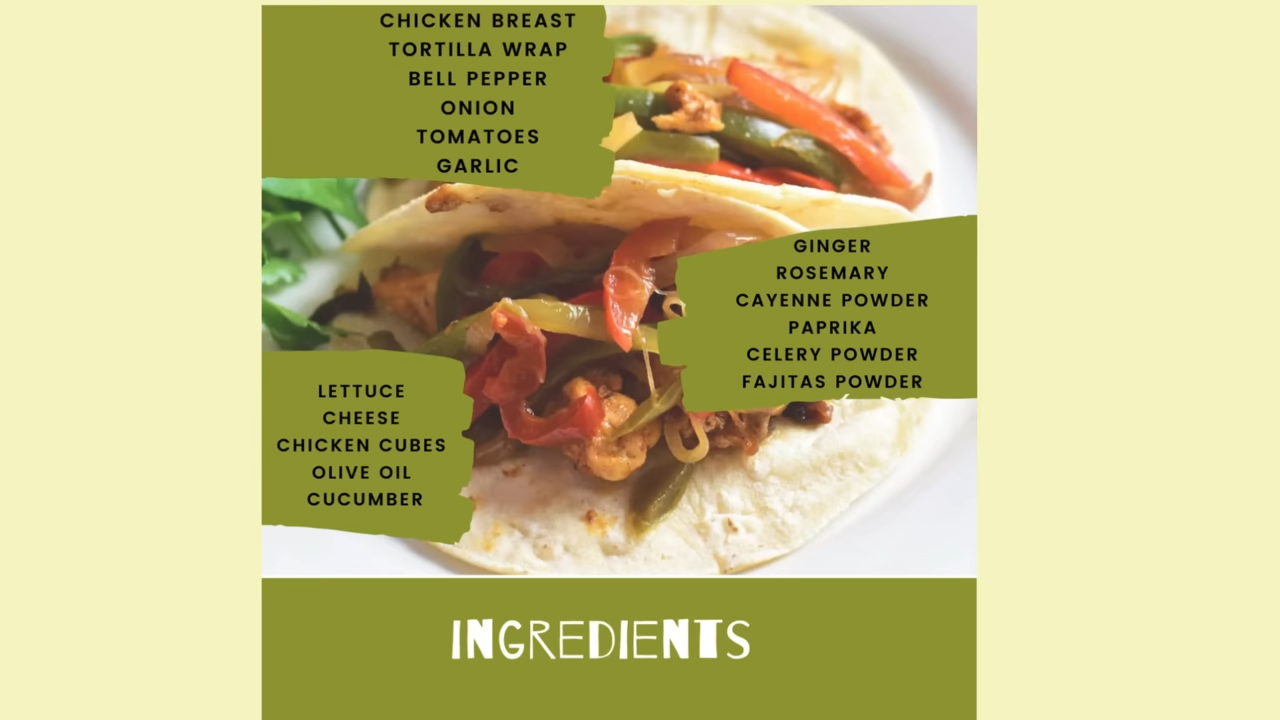 CHICKEN BREAST
TORTILLA WRAP
BELL PEPPER
ONION
TOMATOES
GARLIC
GINGER
ROSEMARY
CAYENNE POWDER
PAPRIKA
CELERY POWDER
FAJITAS POWDER
LETTUCE
CHEESE
CHICKEN CUBES
OLIVE OIL
CUCUMBER
INGREDIENTS